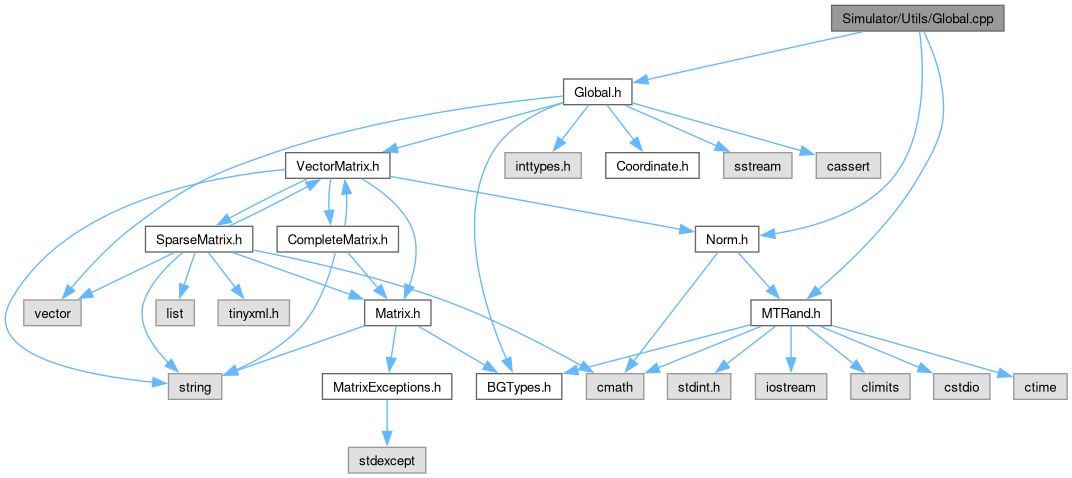 Simulator/Utils/Global.cpp
Global.h
VectorMatrix.h
inttypes.h
Coordinate.h
sstream
cassert
SparseMatrix.h
CompleteMatrix.h
Norm.h
vector
list
tinyxml.h
Matrix.h
MTRand.h
string
MatrixExceptions.h
BGTypes.h
cmath
stdint.h
iostream
climits
cstdio
ctime
stdexcept